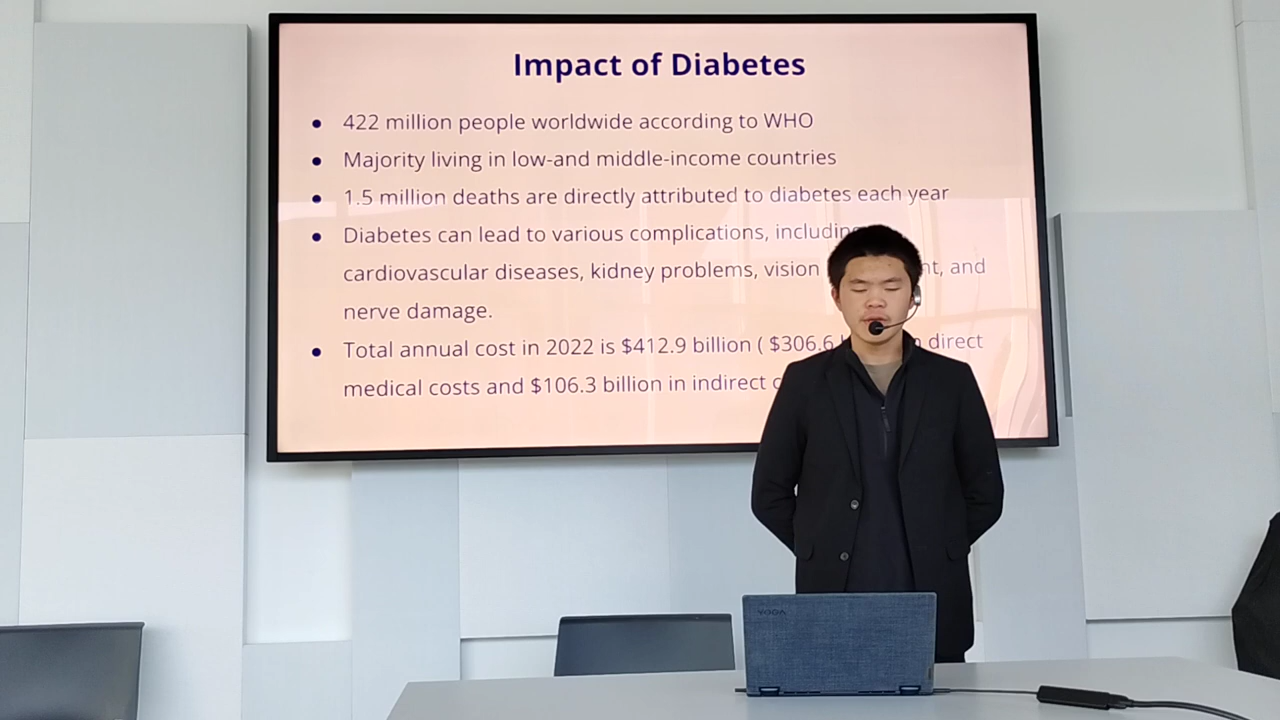 Impact of Diabetes
● 422 million people worldwide according to WHO
● Majority living in low-and middle-income countries
● 1.5 million deaths are directly attributed to diabetes each year
● Diabetes can lead to various complications, including
cardiovascular diseases, kidney problems, vision and
nerve damage.
● Total annual cost in 2022 is $412.9 billion ( $306.6 direct
medical costs and $106.3 billion in indirect
YOGA